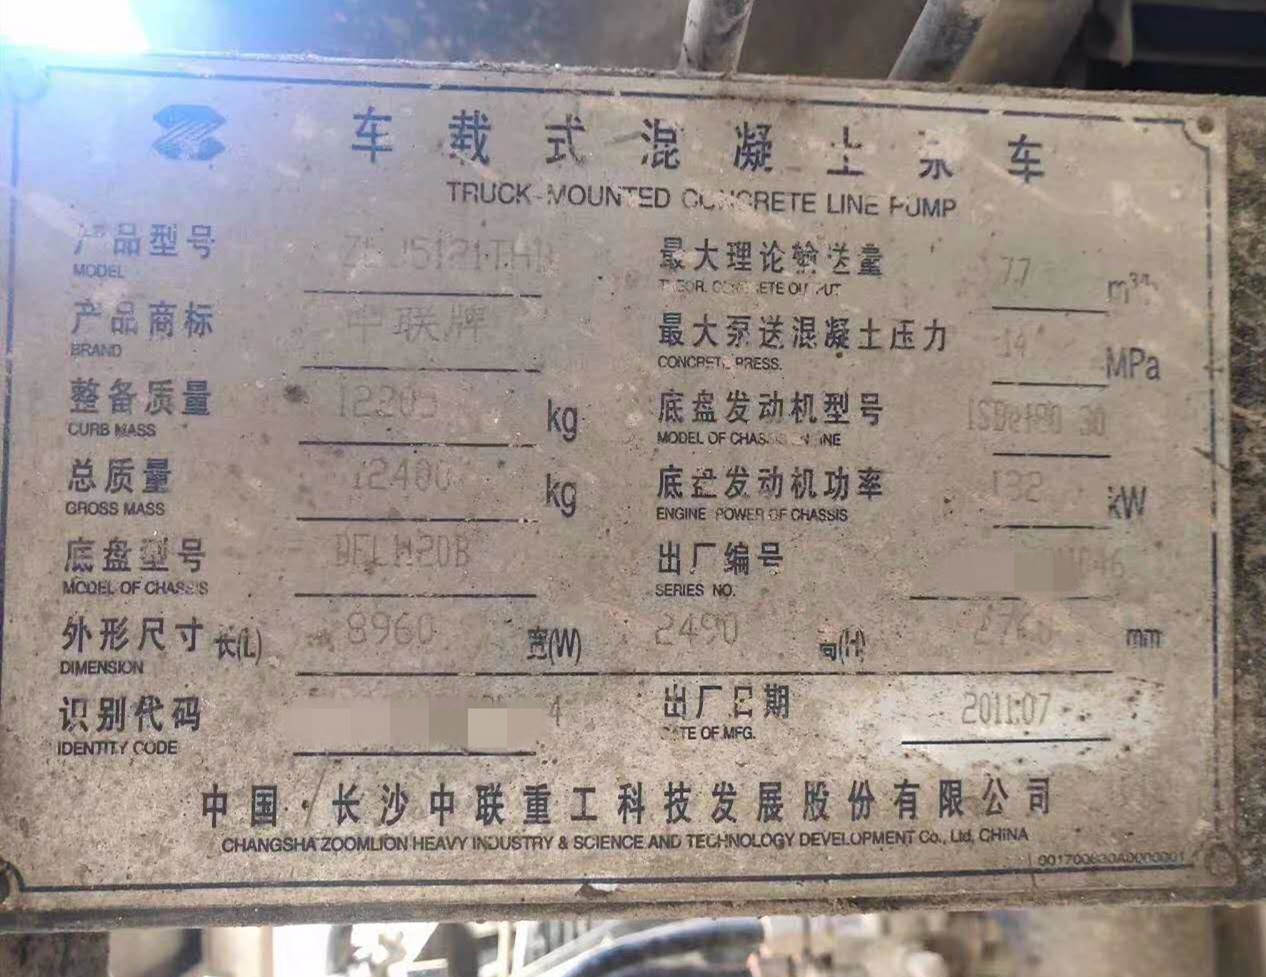 车载式混凝土泵车
TRUCK-MOUNTED CONCRETE LINE PUMP
产品型号
MODEL
最大理论输送量 77 m³/h
THEOR. CONCRETE OUTPUT
产品商标 中联牌
BRAND
最大泵送混凝土压力 14 MPa
CONCRETE PRESS.
整备质量 12205 kg
CURB MASS
底盘发动机型号
MODEL OF CHASSIS ENGINE
总质量 12400 kg
GROSS MASS
底盘发动机功率 132 kW
ENGINE POWER OF CHASSIS
底盘型号
MODEL OF CHASSIS
出厂编号
SERIES NO.
外形尺寸 长(L) 8960 宽(W) 2490 高(H) mm
DIMENSION
识别代码 4
IDENTITY CODE
出厂日期 2011.07
DATE OF MFG.
中国·长沙中联重工科技发展股份有限公司
CHANGSHA ZOOMLION HEAVY INDUSTRY & SCIENCE AND TECHNOLOGY DEVELOPMENT Co., Ltd, CHINA